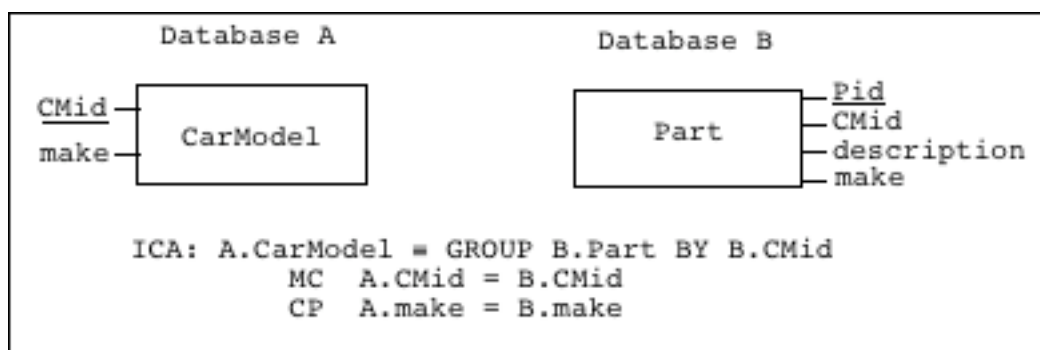 Database A
Database B
CMid
make
CarModel
Part
Pid
CMid
description
make
ICA: A.CarModel ≡ GROUP B.Part BY B.CMid
MC A.CMid = B.CMid
CP A.make = B.make